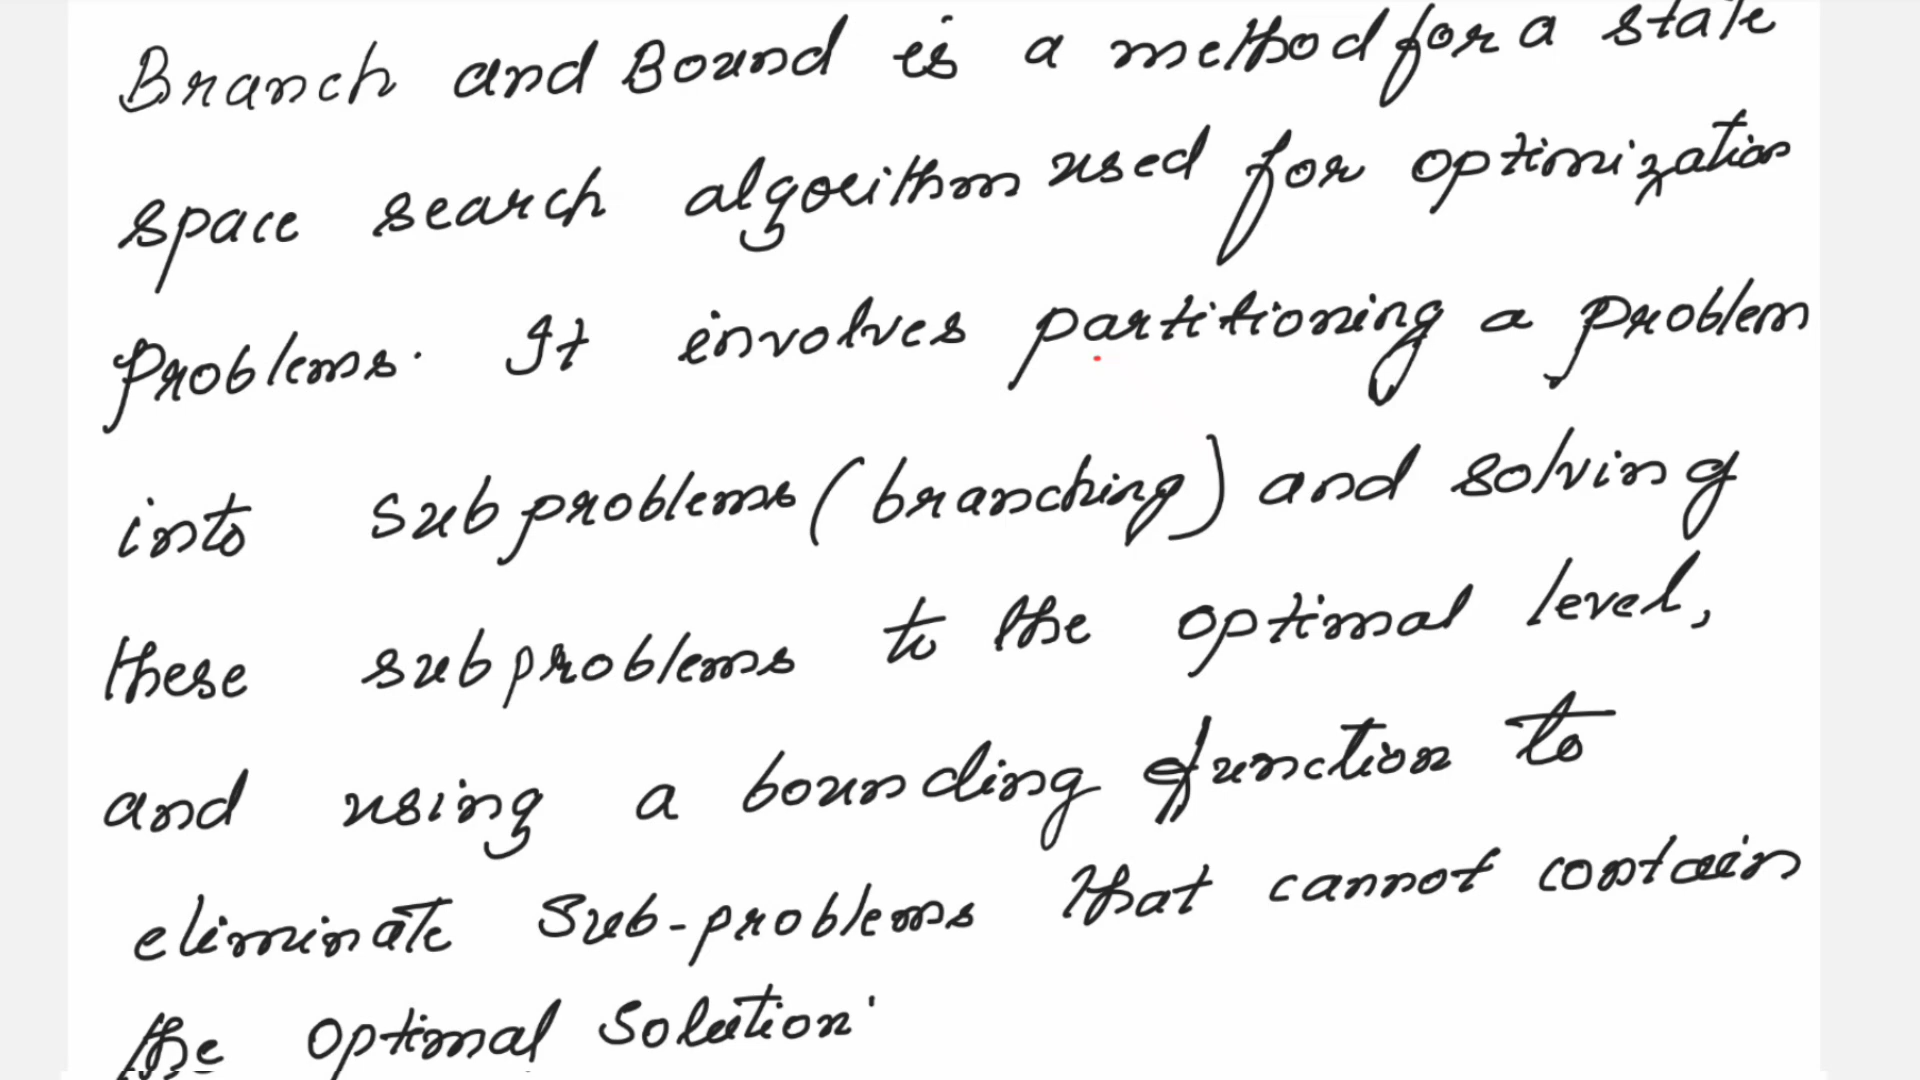 Branch and Bound is a method for a state
space search algorithm used for optimization
Problems. It involves partitioning a problem
into subproblems (branching) and solving
these subproblems to the optimal level,
and using a bounding function to
eliminate Sub-problems that cannot contain
the optimal solution.